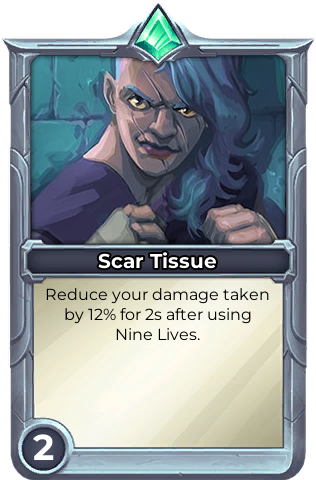 Scar Tissue
Reduce your damage taken
by 12% for 2s after using
Nine Lives.
2